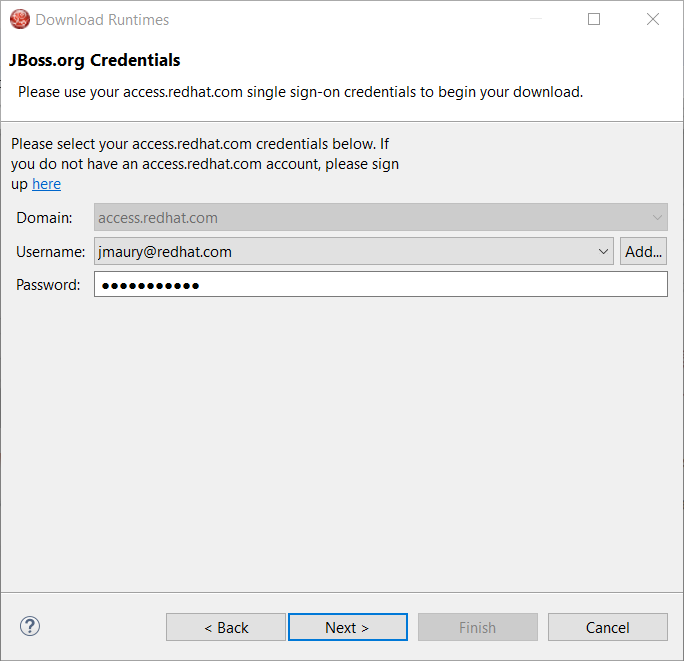 Download Runtimes
JBoss.org Credentials
Please use your access.redhat.com single sign-on credentials to begin your download.
Please select your access.redhat.com credentials below. If
you do not have an access.redhat.com account, please sign
up here
Domain: access.redhat.com
Username: jmaury@redhat.com Add...
Password: ●●●●●●●●●●●
? < Back Next > Finish Cancel